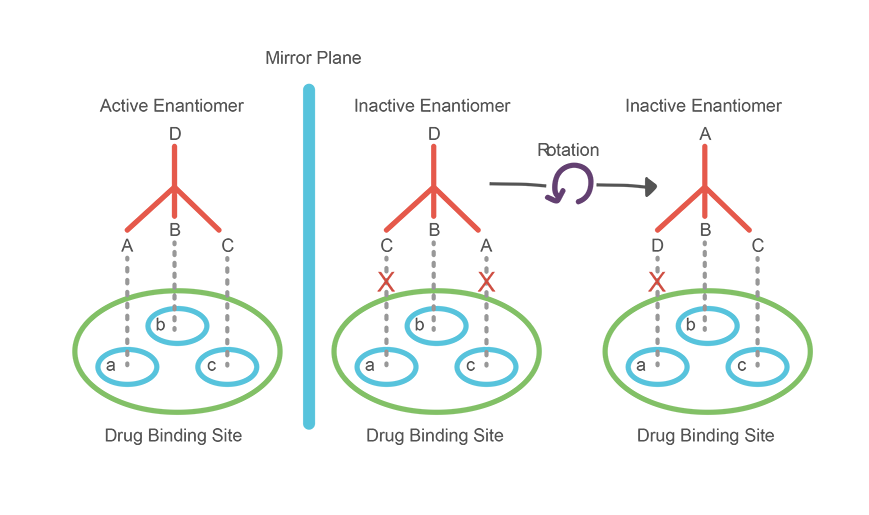 Mirror Plane
Active Enantiomer
Inactive Enantiomer
Inactive Enantiomer
D
D
A
Rotation
B
B
B
A
C
C
A
D
C
X
X
X
b
b
b
a
c
a
c
a
c
Drug Binding Site
Drug Binding Site
Drug Binding Site